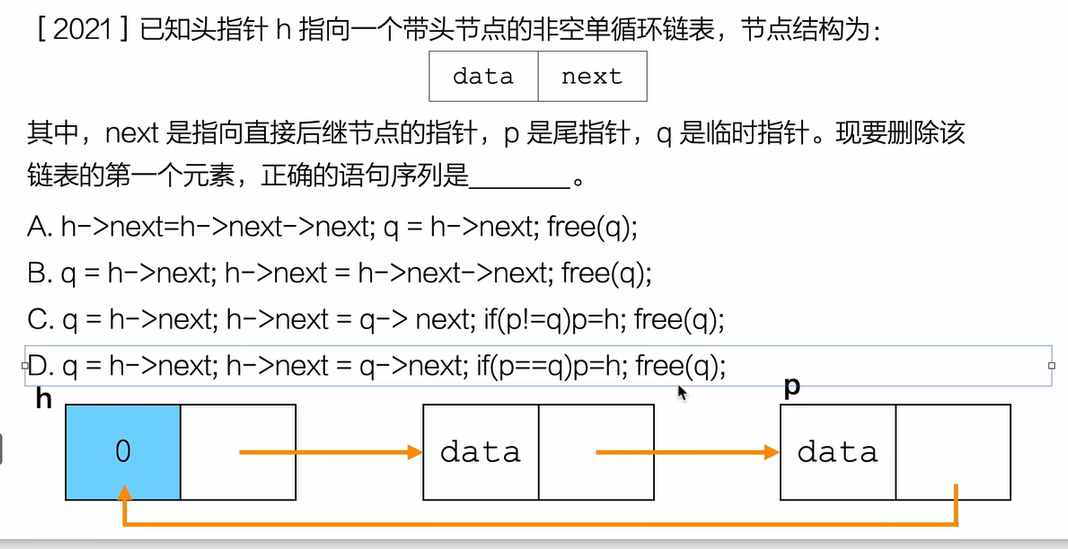 [ 2021 ] 已知头指针 h 指向一个带头节点的非空单循环链表，节点结构为：
data next
其中，next 是指向直接后继节点的指针，p 是尾指针，q 是临时指针。现要删除该
链表的第一个元素，正确的语句序列是_______。
A. h->next=h->next->next; q = h->next; free(q);
B. q = h->next; h->next = h->next->next; free(q);
C. q = h->next; h->next = q-> next; if(p!=q)p=h; free(q);
D. q = h->next; h->next = q->next; if(p==q)p=h; free(q);
h p
0 data data